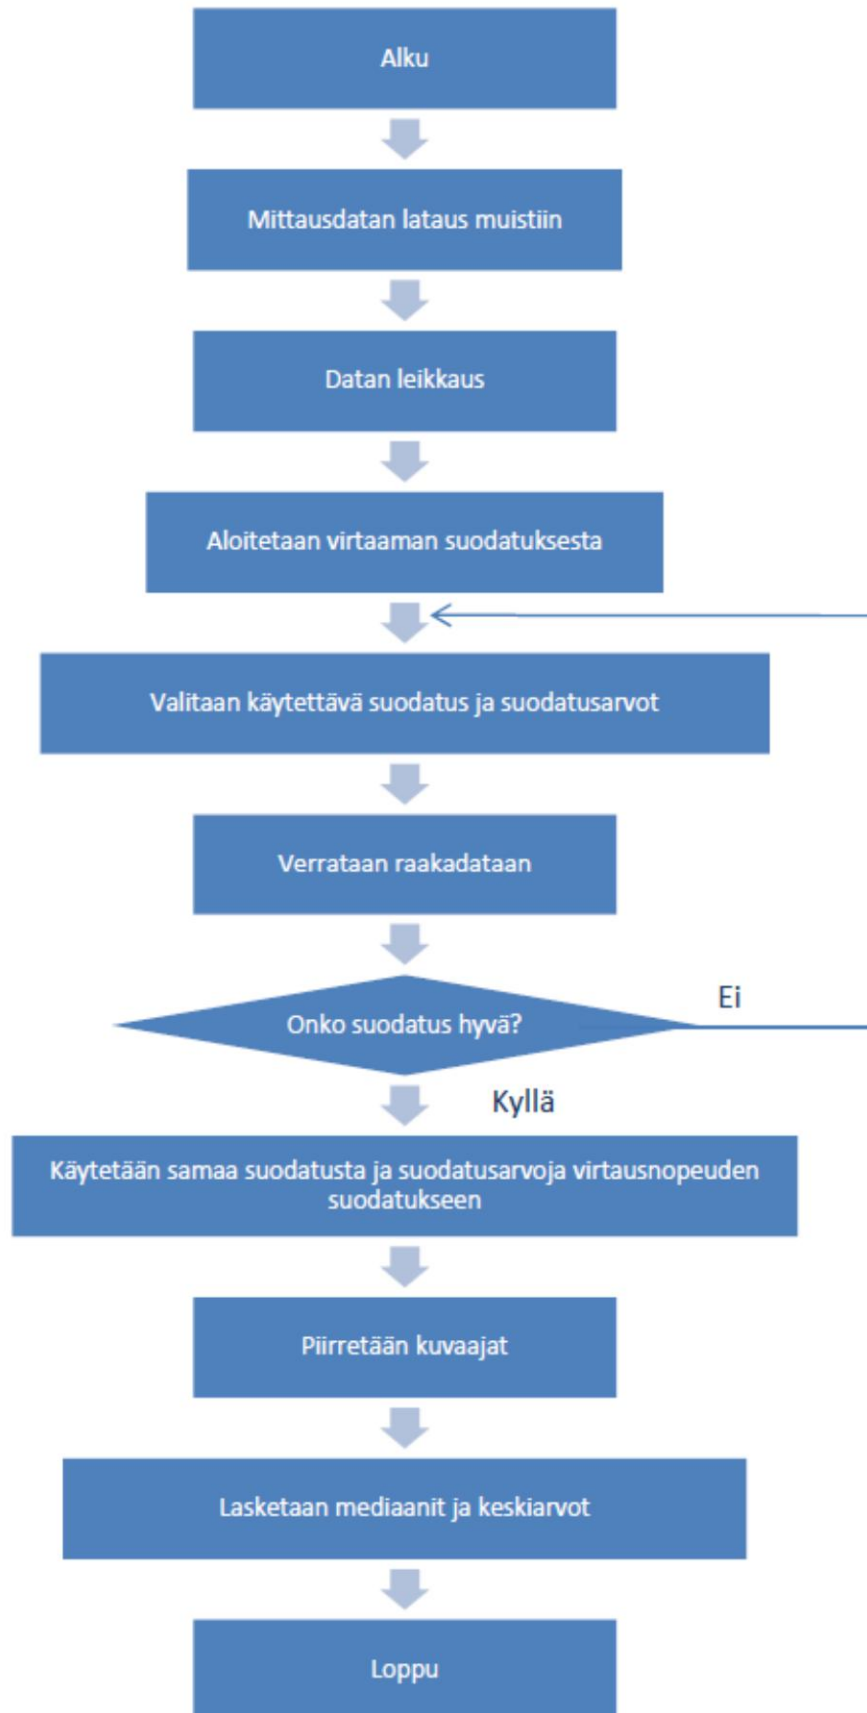 Alku
Mittausdatan lataus muistiin
Datan leikkaus
Aloitetaan virtaaman suodatuksesta
Valitaan käytettävä suodatus ja suodatusarvot
Verrataan raakadataan
Onko suodatus hyvä?
Ei
Kyllä
Käytetään samaa suodatusta ja suodatusarvoja virtausnopeuden
suodatukseen
Piirretään kuvaajat
Lasketaan mediaanit ja keskiarvot
Loppu